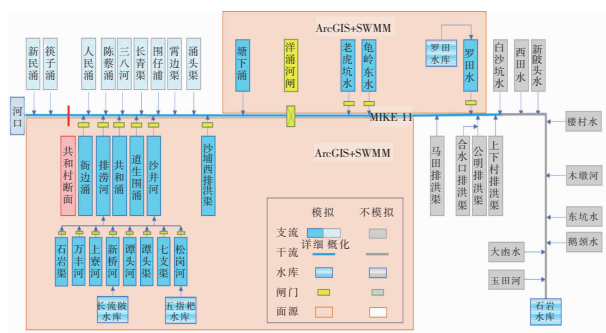 ArcGIS+SWMM
新民涌
筷子涌
人民涌
陈蔡涌
三八河
长青渠
围仔浦
霄边渠
涌头渠
塘下涌
洋涌河闸
老虎坑水
龟岭东水
罗田水库
罗田水
白沙坑水
西田水
新陂头水
河口
MIKE 11
楼村水
木墩河
东坑水
鹅颈水
大凼水
玉田河
石岩水库
共和村断面
衙边涌
排涝河
共和涌
道生围涌
沙井河
沙埔西排洪渠
ArcGIS+SWMM
马田排洪渠
合水口排洪渠
公明排洪渠
上下村排洪渠
石岩渠
万丰河
上寮河
新桥河
潭头河
潭头渠
七支渠
松岗河
长流陂水库
五指耙水库
模拟 不模拟
支流
详细 概化
干流
水库
闸门
面源